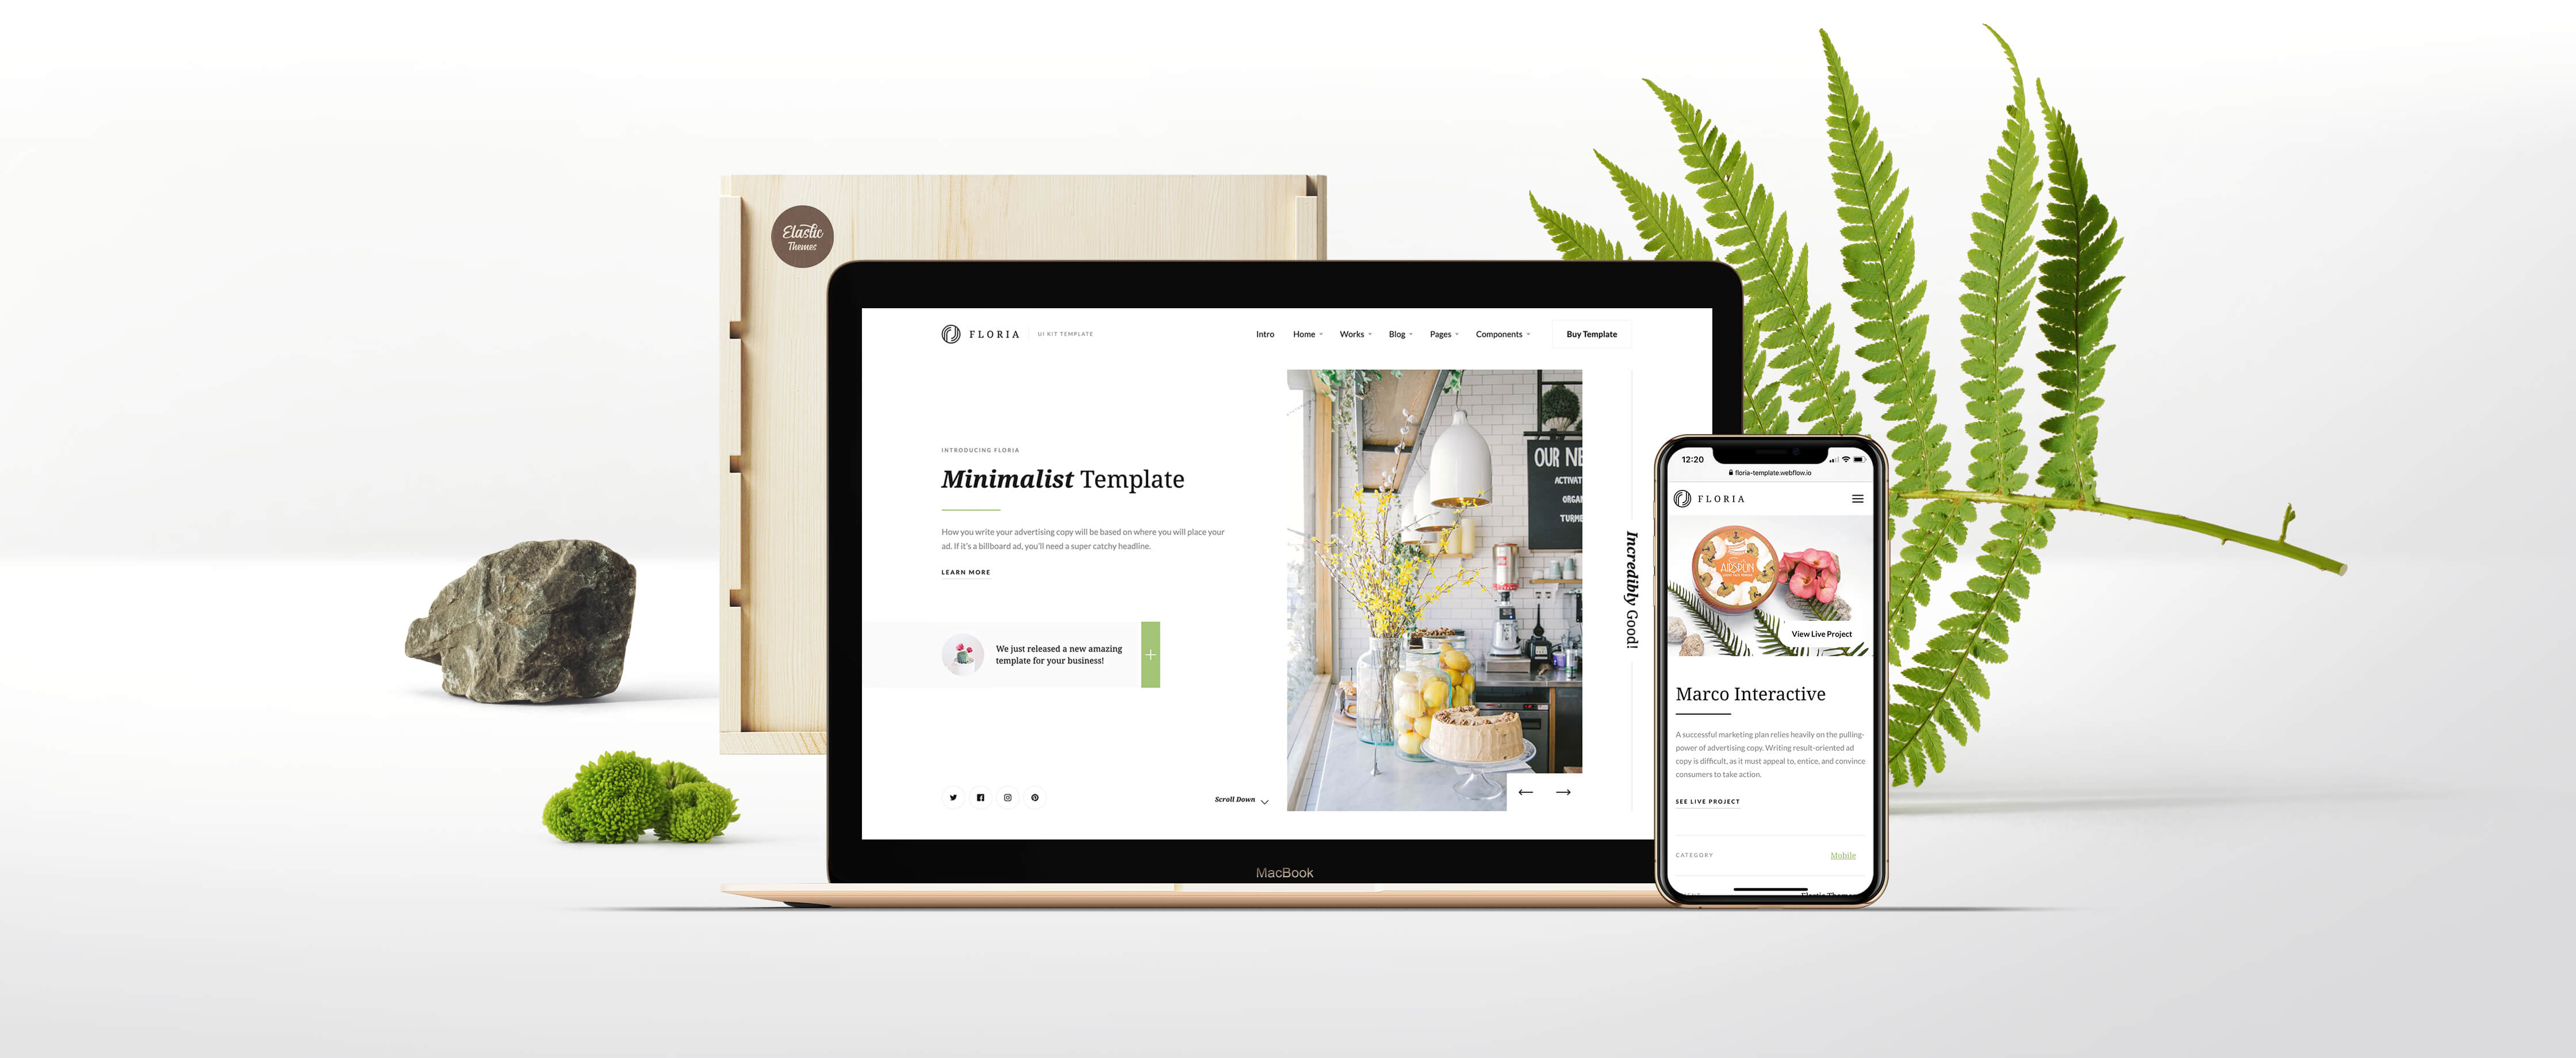 Elastic
Themes
FLORIA
UI KIT TEMPLATE
Intro
Home
Works
Blog
Pages
Components
Buy Template
INTRODUCING FLORIA
Minimalist Template
How you write your advertising copy will be based on where you will place your
ad. If it's a billboard ad, you'll need a super catchy headline.
LEARN MORE
We just released a new amazing
template for your business!
Scroll Down
OUR NE
ACTIVAT
ORGAN
TURME
Incredibly Good!
MacBook
12:20
floria-template.webflow.io
FLORIA
AIRSPUN
View Live Project
Marco Interactive
A successful marketing plan relies heavily on the pulling-
power of advertising copy. Writing result-oriented ad
copy is difficult, as it must appeal to, entice, and convince
consumers to take action.
SEE LIVE PROJECT
CATEGORY
Mobile